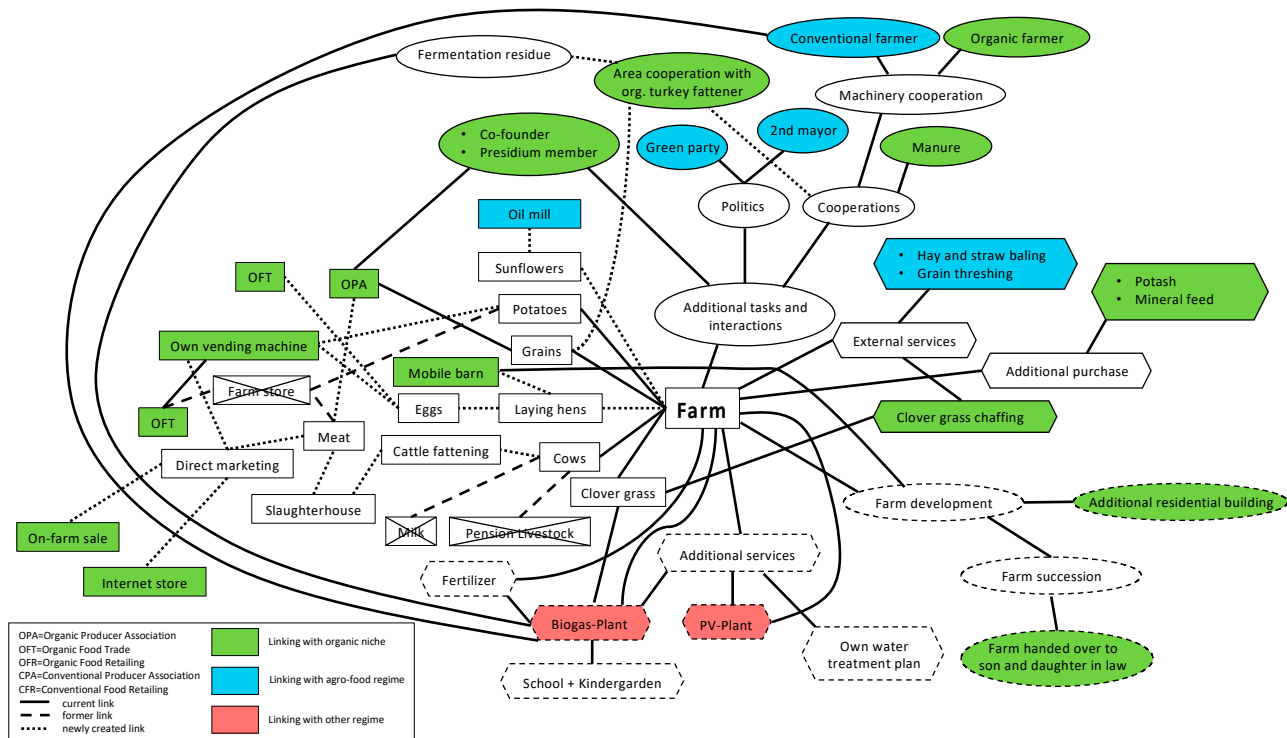 Conventional farmer
Organic farmer
Fermentation residue
Area cooperation with
org. turkey fattener
Machinery cooperation
• Co-founder
• Presidium member
Green party
2nd mayor
Manure
Politics
Cooperations
Oil mill
• Hay and straw baling
• Grain threshing
• Potash
• Mineral feed
OFT
OPA
Sunflowers
Potatoes
Additional tasks and
interactions
Own vending machine
Grains
External services
Mobile barn
Additional purchase
Farm store
OFT
Eggs
Laying hens
Farm
Clover grass chaffing
Meat
Direct marketing
Cattle fattening
Cows
Clover grass
Slaughterhouse
Farm development
Additional residential building
On-farm sale
Milk
Pension Livestock
Additional services
Internet store
Fertilizer
Farm succession
Biogas-Plant
PV-Plant
Own water
treatment plan
Farm handed over to
son and daughter in law
School + Kindergarden
OPA=Organic Producer Association
OFT=Organic Food Trade
OFR=Organic Food Retailing
CPA=Conventional Producer Association
CFR=Conventional Food Retailing
current link
former link
newly created link
Linking with organic niche
Linking with agro-food regime
Linking with other regime